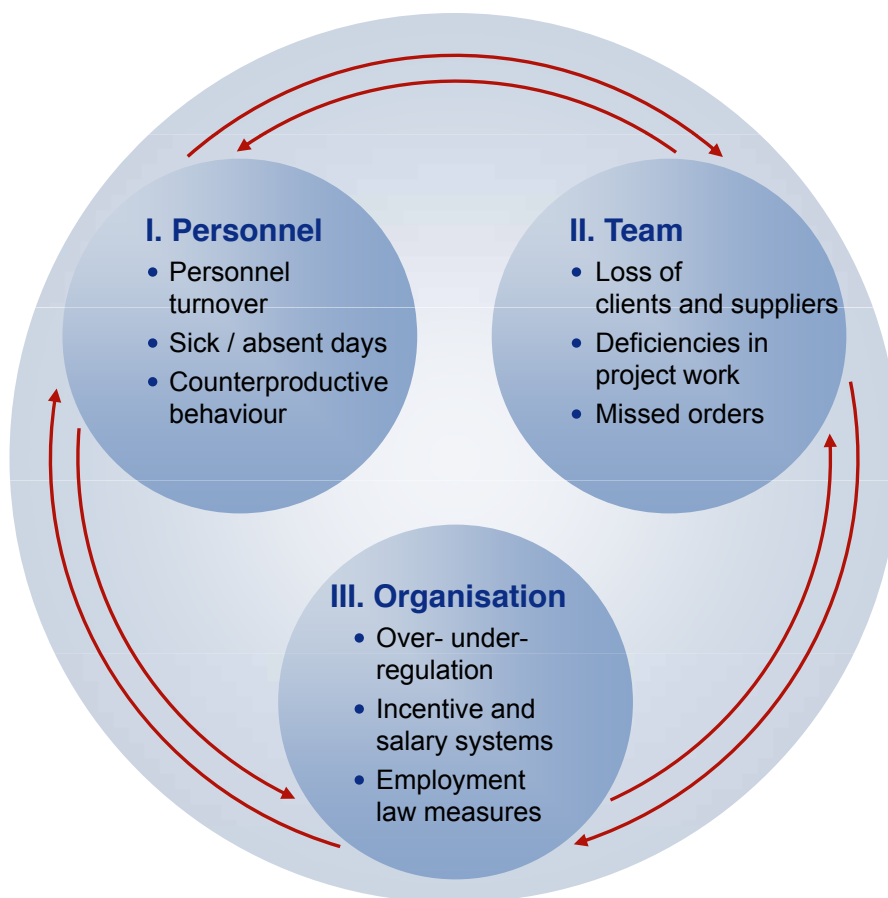 I. Personnel
• Personnel
turnover
• Sick / absent days
• Counterproductive
behaviour
II. Team
• Loss of
clients and suppliers
• Deficiencies in
project work
• Missed orders
III. Organisation
• Over- under-
regulation
• Incentive and
salary systems
• Employment
law measures